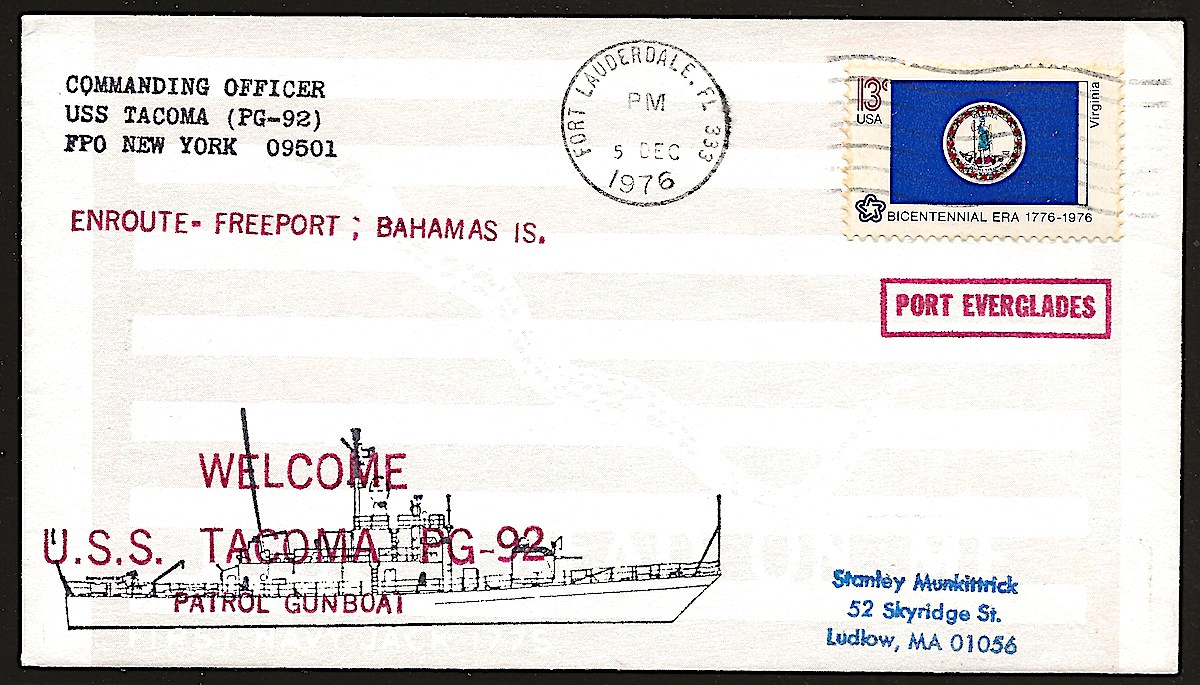 COMMANDING OFFICER
USS TACOMA (PG-92)
FPO NEW YORK 09501
FORT LAUDERDALE, FL 333
PM
5 DEC
1976
13c
USA
Virginia
BICENTENNIAL ERA 1776-1976
ENROUTE- FREEPORT ; BAHAMAS IS.
PORT EVERGLADES
WELCOME
U.S.S. TACOMA PG-92
PATROL GUNBOAT
Stanley Munkittrick
52 Skyridge St.
Ludlow, MA 01056